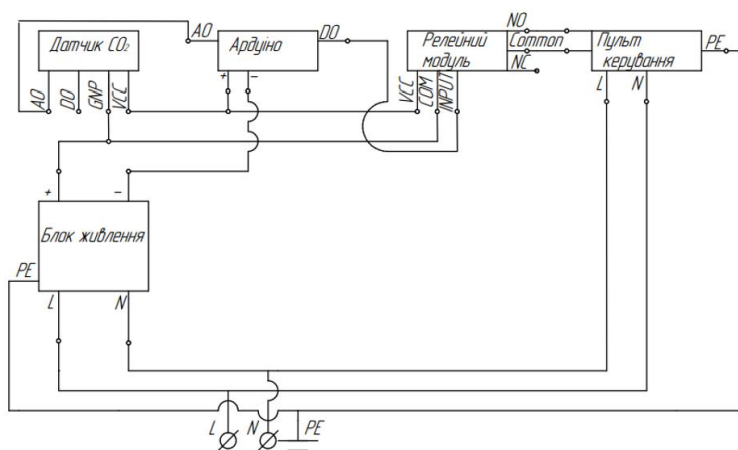 Датчик CO₂
AO
DO
GNP
VCC
AO
Ардуіно
DO
+
−
Релейний
модуль
NO
Common
NC
VCC
COM
INPUT
Пульт
керування
PE
L
N
+
−
Блок живлення
PE
L
N
L
N
PE